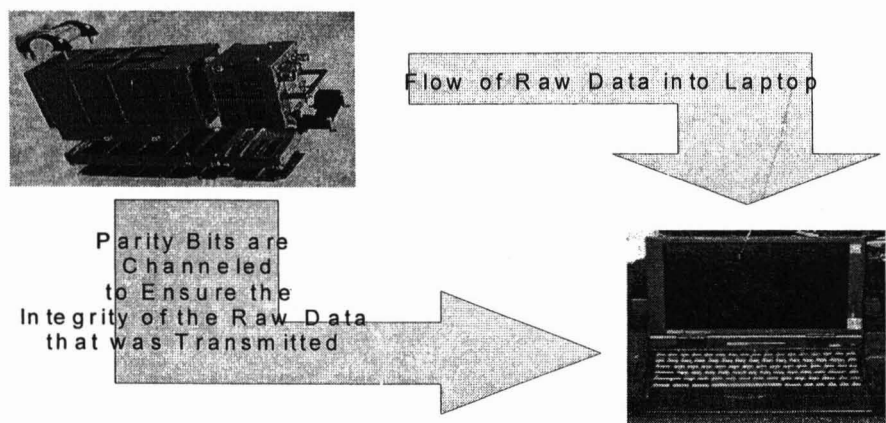 Flow of Raw Data into Laptop
Parity Bits are
Channeled
to Ensure the
Integrity of the Raw Data
that was Transmitted